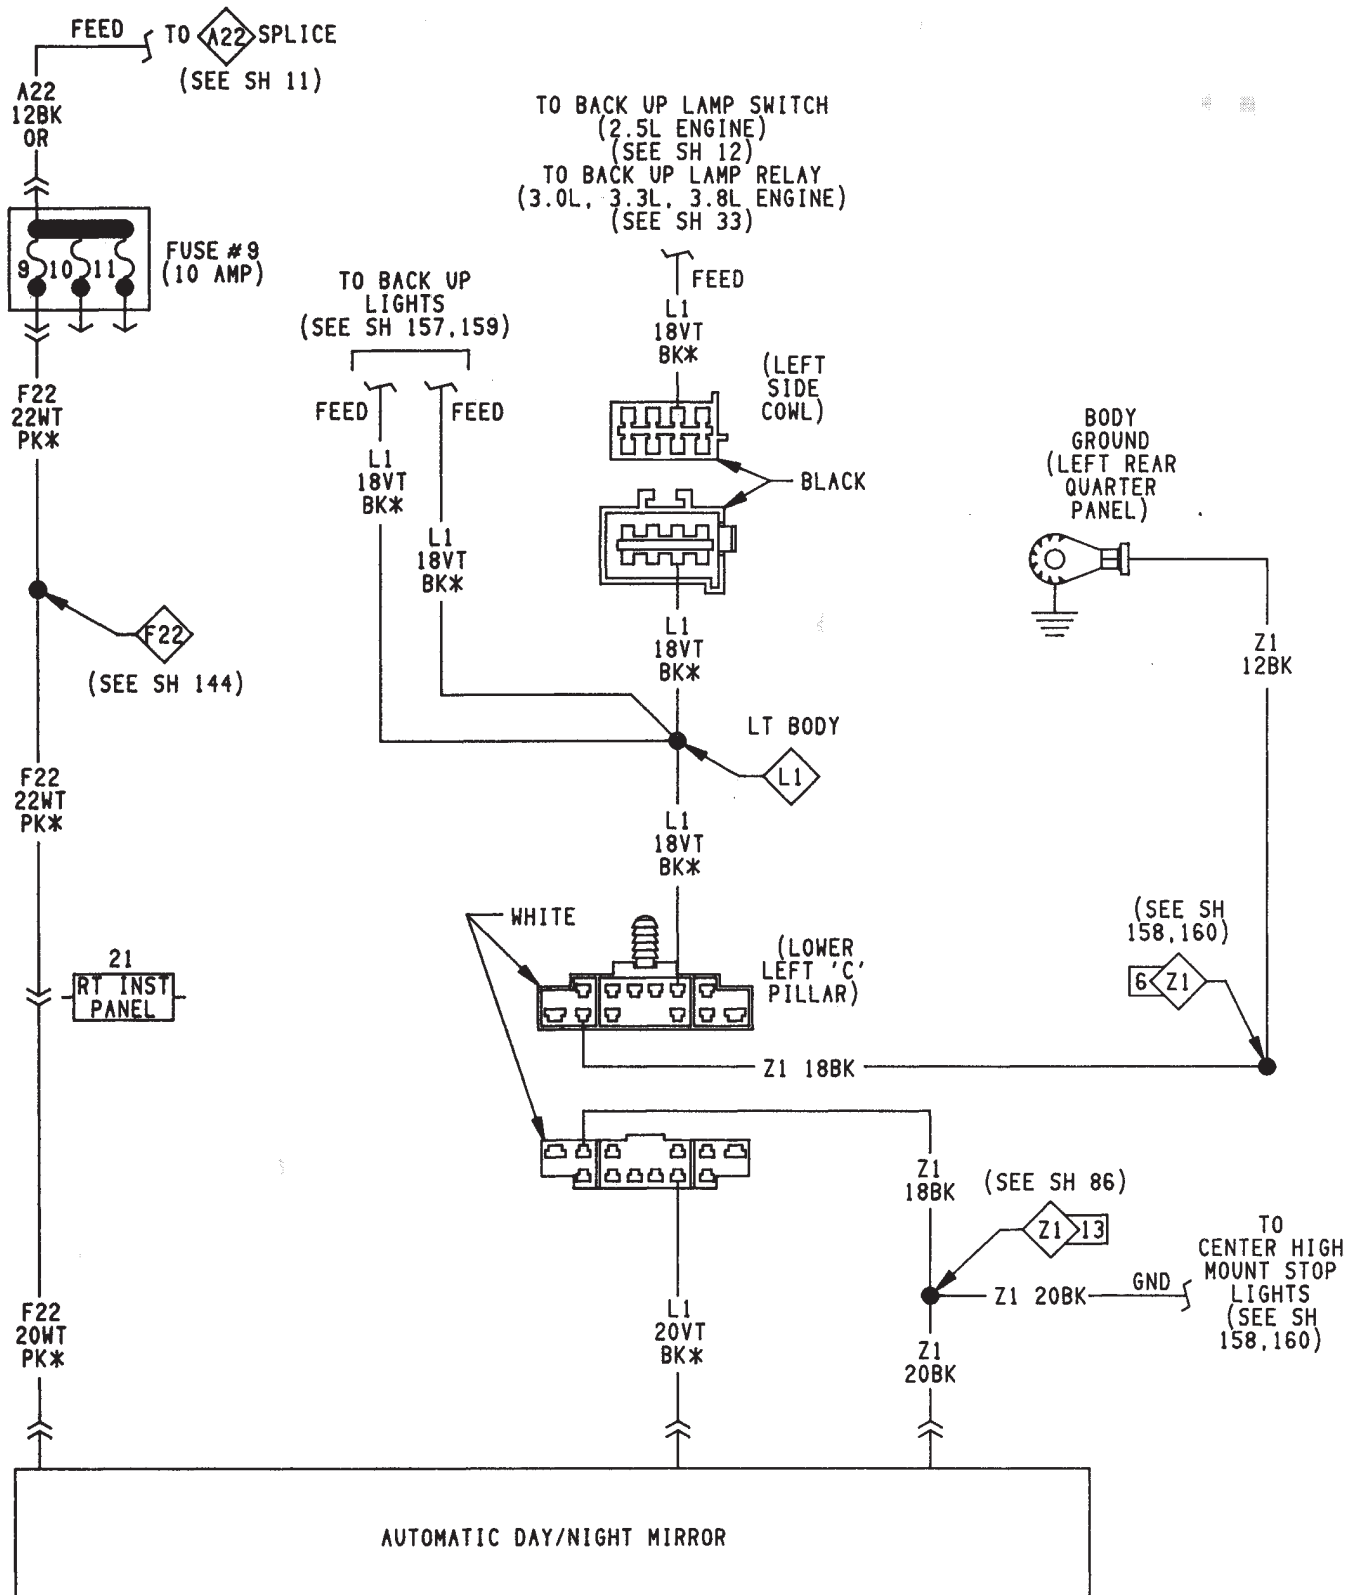 FEED
TO A22 SPLICE
(SEE SH 11)
A22
12BK
OR
FUSE #9
(10 AMP)
9 10 11
F22
22WT
PK*
F22
(SEE SH 144)
F22
22WT
PK*
21
RT INST
PANEL
F22
20WT
PK*
TO BACK UP LAMP SWITCH
(2.5L ENGINE)
(SEE SH 12)
TO BACK UP LAMP RELAY
(3.0L, 3.3L, 3.8L ENGINE)
(SEE SH 33)
FEED
L1
18VT
BK*
(LEFT
SIDE
COWL)
BLACK
TO BACK UP
LIGHTS
(SEE SH 157,159)
FEED
FEED
L1
18VT
BK*
L1
18VT
BK*
L1
18VT
BK*
LT BODY
L1
L1
18VT
BK*
WHITE
(LOWER
LEFT 'C'
PILLAR)
BODY
GROUND
(LEFT REAR
QUARTER
PANEL)
Z1
12BK
(SEE SH
158,160)
6 Z1
Z1 18BK
Z1
18BK
(SEE SH 86)
Z1 13
Z1 20BK
GND
TO
CENTER HIGH
MOUNT STOP
LIGHTS
(SEE SH
158,160)
L1
20VT
BK*
Z1
20BK
AUTOMATIC DAY/NIGHT MIRROR